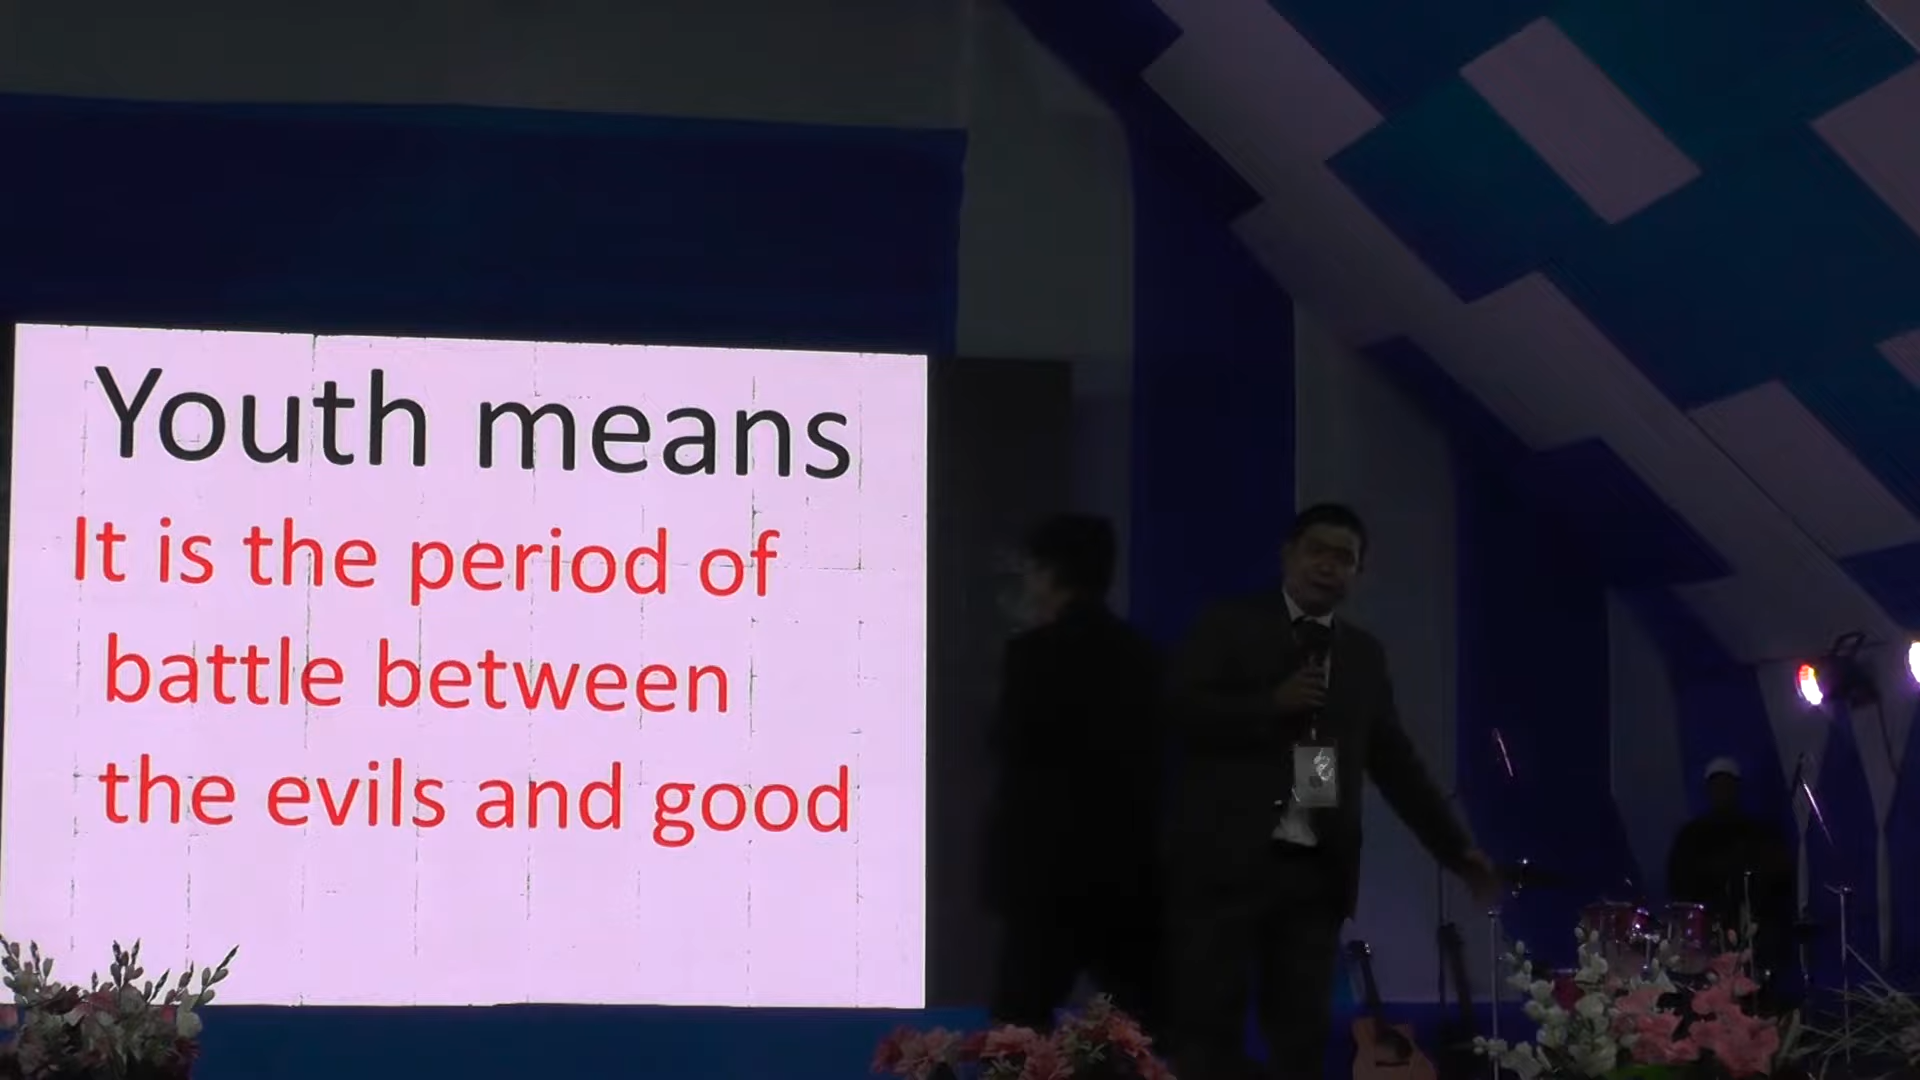 Youth means
It is the period of
battle between
the evils and good